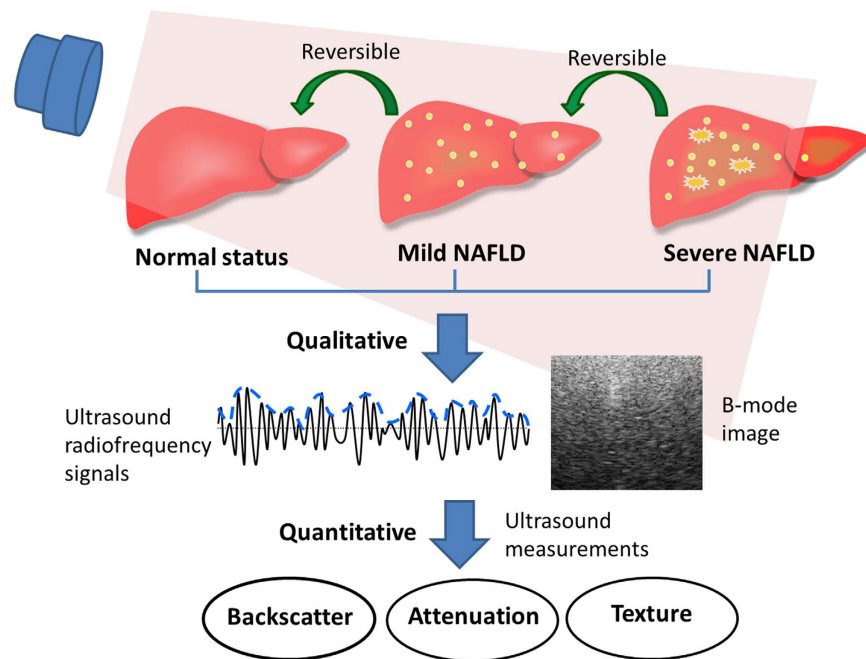 Reversible
Reversible
Normal status
Mild NAFLD
Severe NAFLD
Qualitative
Ultrasound
radiofrequency
signals
B-mode
image
Quantitative
Ultrasound
measurements
Backscatter
Attenuation
Texture